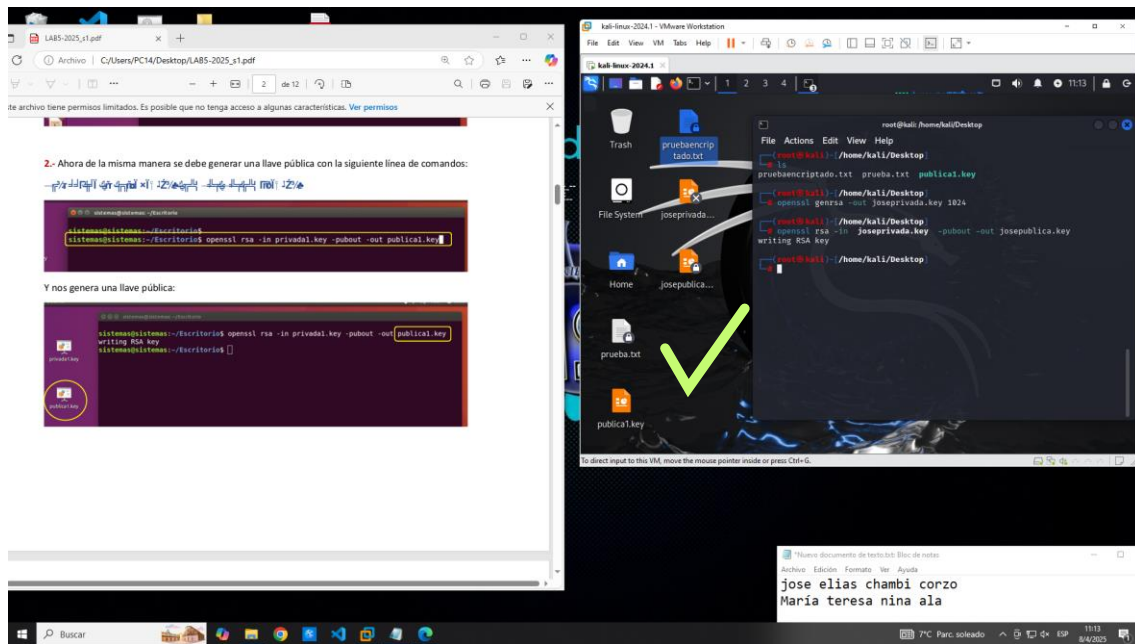 LAB5-2025_s1.pdf
Archivo | C:/Users/PC14/Desktop/LAB5-2025_s1.pdf
2 de 12
ste archivo tiene permisos limitados. Es posible que no tenga acceso a algunas características. Ver permisos
2.- Ahora de la misma manera se debe generar una llave pública con la siguiente línea de comandos:
sistemas@sistemas: ~/Escritorio
sistemas@sistemas:~/Escritorio$
sistemas@sistemas:~/Escritorio$ openssl rsa -in privada1.key -pubout -out publica1.key
Y nos genera una llave pública:
sistemas@sistemas: ~/Escritorio
sistemas@sistemas:~/Escritorio$ openssl rsa -in privada1.key -pubout -out publica1.key
writing RSA key
sistemas@sistemas:~/Escritorio$
privada1.key
publica1.key
kali-linux-2024.1 - VMware Workstation
File Edit View VM Tabs Help
kali-linux-2024.1
1 2 3 4
11:13
Trash
pruebaencriptado.txt
File System
joseprivada...
Home
josepublica...
prueba.txt
publica1.key
root@kali: /home/kali/Desktop
File Actions Edit View Help
(root@kali)-[/home/kali/Desktop]
# ls
pruebaencriptado.txt prueba.txt publica1.key
(root@kali)-[/home/kali/Desktop]
# openssl genrsa -out joseprivada.key 1024
(root@kali)-[/home/kali/Desktop]
# openssl rsa -in joseprivada.key -pubout -out josepublica.key
writing RSA key
(root@kali)-[/home/kali/Desktop]
#
To direct input to this VM, move the mouse pointer inside or press Ctrl+G.
*Nuevo documento de texto.txt: Bloc de notas
Archivo Edición Formato Ver Ayuda
jose elias chambi corzo
María teresa nina ala
Buscar
7°C Parc. soleado
ESP
11:13
8/4/2025